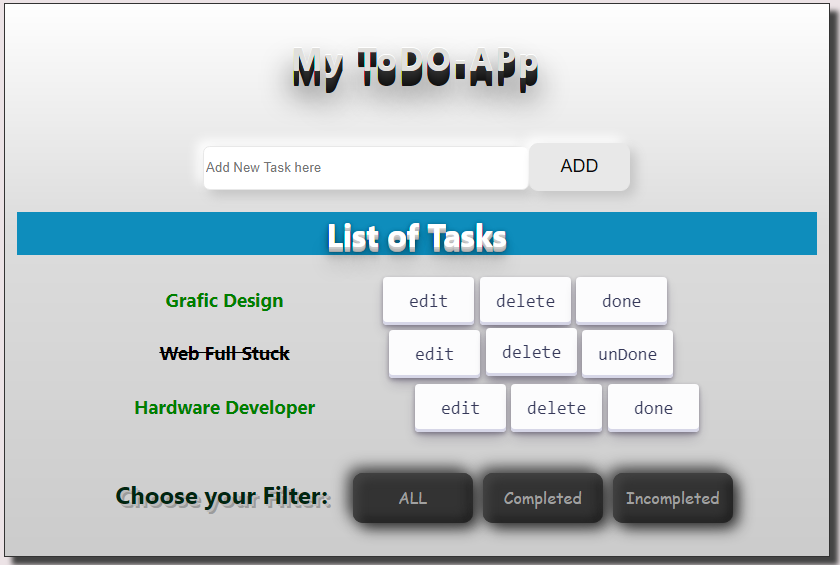 My ToDO-APp
Add New Task here ADD
List of Tasks
Grafic Design edit delete done
Web Full Stuck edit delete unDone
Hardware Developer edit delete done
Choose your Filter: ALL Completed Incompleted